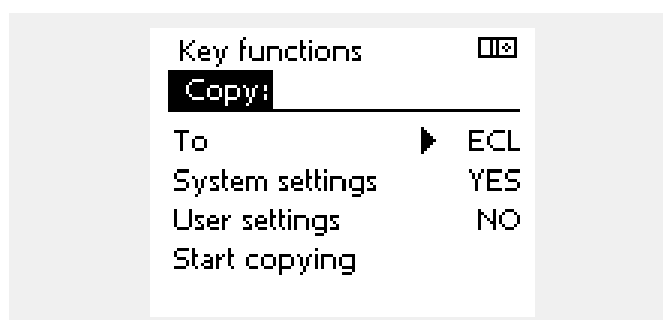 Key functions
Copy:
To ECL
System settings YES
User settings NO
Start copying